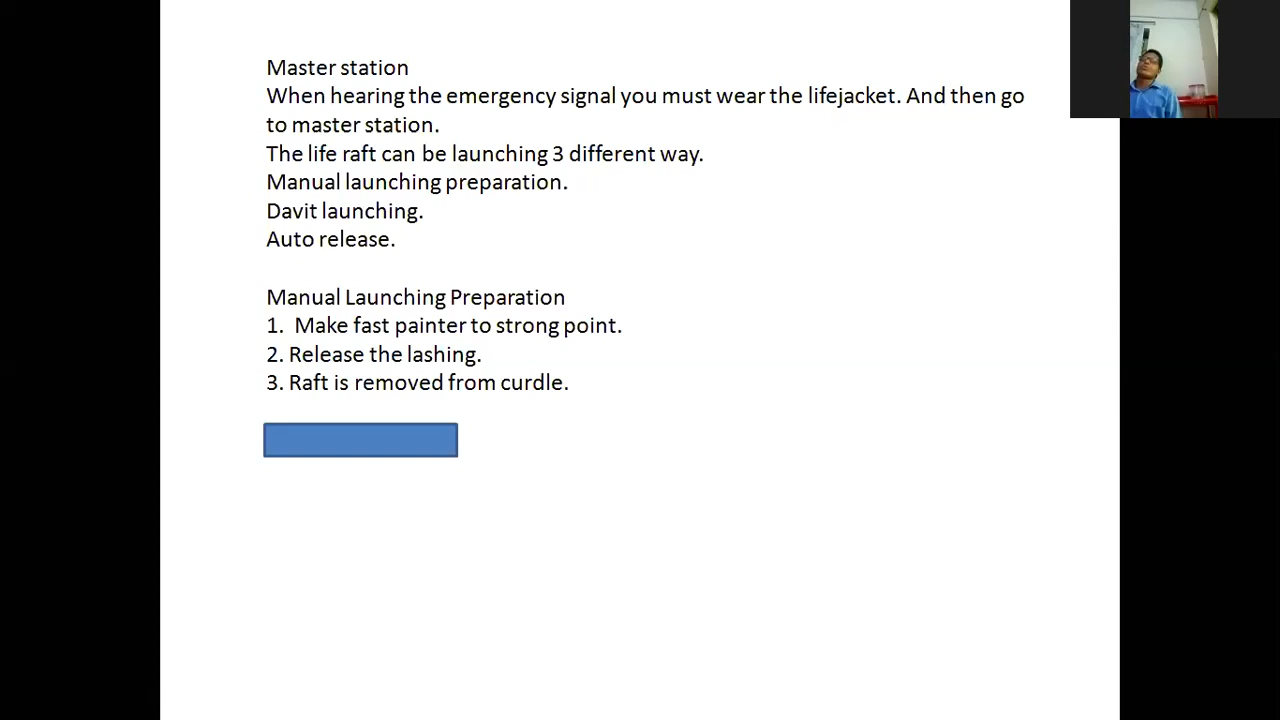 Master station
When hearing the emergency signal you must wear the lifejacket. And then go
to master station.
The life raft can be launching 3 different way.
Manual launching preparation.
Davit launching.
Auto release.
Manual Launching Preparation
1. Make fast painter to strong point.
2. Release the lashing.
3. Raft is removed from curdle.